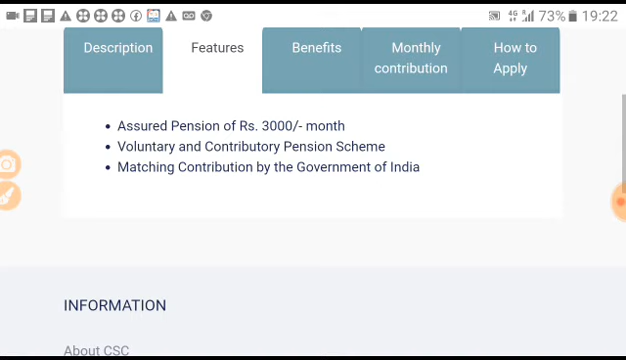 4G
73%
19:22
Description
Features
Benefits
Monthly
contribution
How to
Apply
• Assured Pension of Rs. 3000/- month
• Voluntary and Contributory Pension Scheme
• Matching Contribution by the Government of India
INFORMATION
About CSC